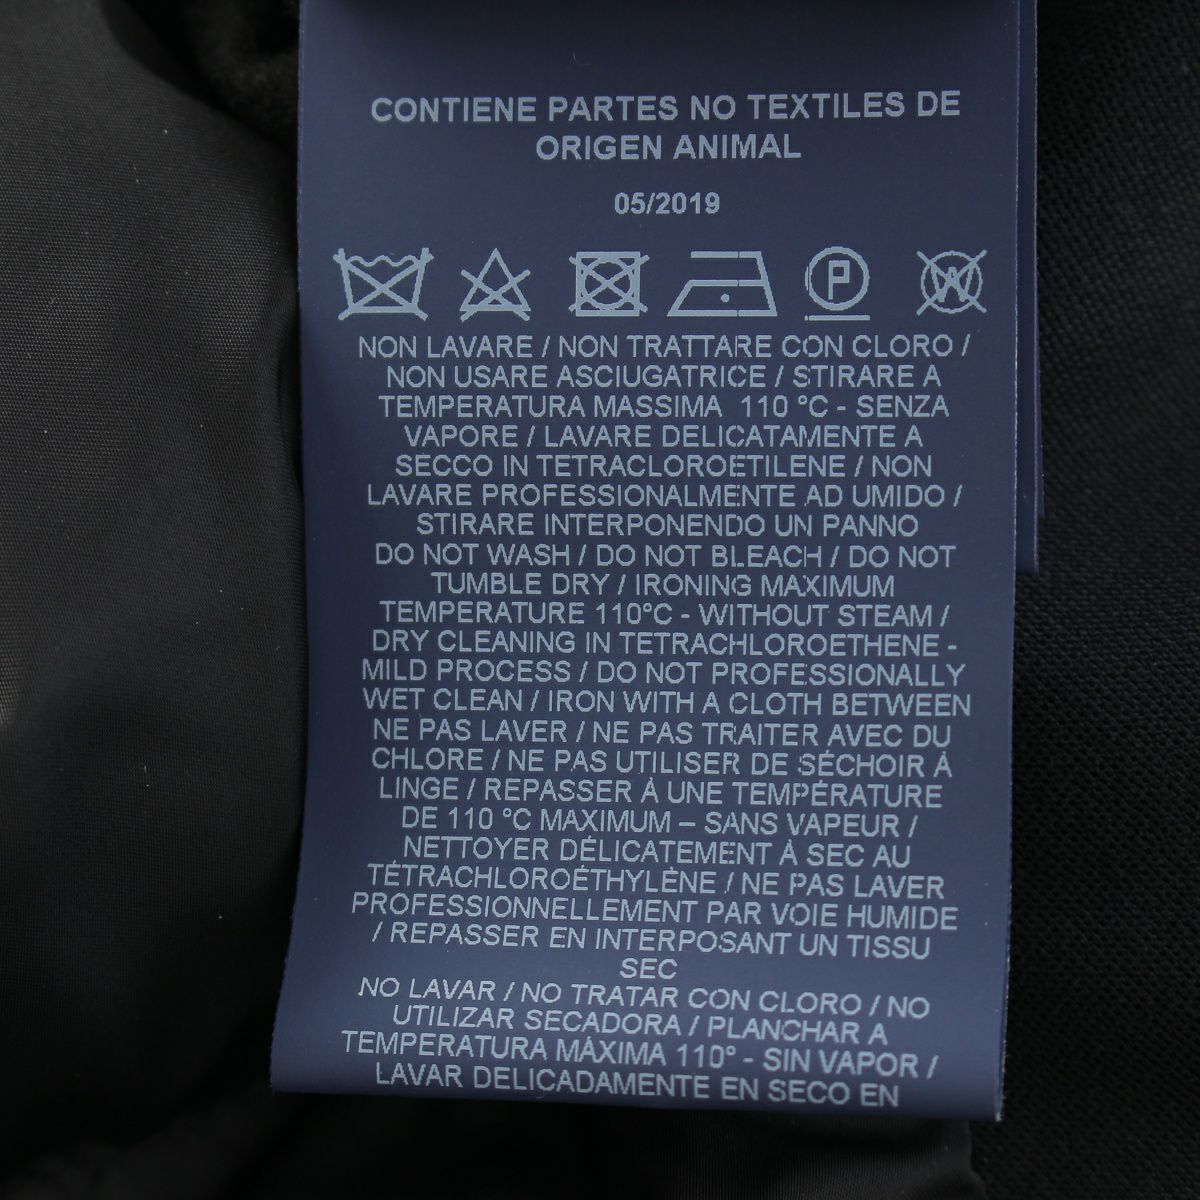 CONTIENE PARTES NO TEXTILES DE
ORIGEN ANIMAL
05/2019
P W
NON LAVARE / NON TRATTARE CON CLORO /
NON USARE ASCIUGATRICE / STIRARE A
TEMPERATURA MASSIMA 110 °C - SENZA
VAPORE / LAVARE DELICATAMENTE A
SECCO IN TETRACLOROETILENE / NON
LAVARE PROFESSIONALMENTE AD UMIDO /
STIRARE INTERPONENDO UN PANNO
DO NOT WASH / DO NOT BLEACH / DO NOT
TUMBLE DRY / IRONING MAXIMUM
TEMPERATURE 110°C - WITHOUT STEAM /
DRY CLEANING IN TETRACHLOROETHENE -
MILD PROCESS / DO NOT PROFESSIONALLY
WET CLEAN / IRON WITH A CLOTH BETWEEN
NE PAS LAVER / NE PAS TRAITER AVEC DU
CHLORE / NE PAS UTILISER DE SÉCHOIR À
LINGE / REPASSER À UNE TEMPÉRATURE
DE 110 °C MAXIMUM – SANS VAPEUR /
NETTOYER DÉLICATEMENT À SEC AU
TÉTRACHLOROÉTHYLÈNE / NE PAS LAVER
PROFESSIONNELLEMENT PAR VOIE HUMIDE
/ REPASSER EN INTERPOSANT UN TISSU
SEC
NO LAVAR / NO TRATAR CON CLORO / NO
UTILIZAR SECADORA / PLANCHAR A
TEMPERATURA MÁXIMA 110° - SIN VAPOR /
LAVAR DELICADAMENTE EN SECO EN